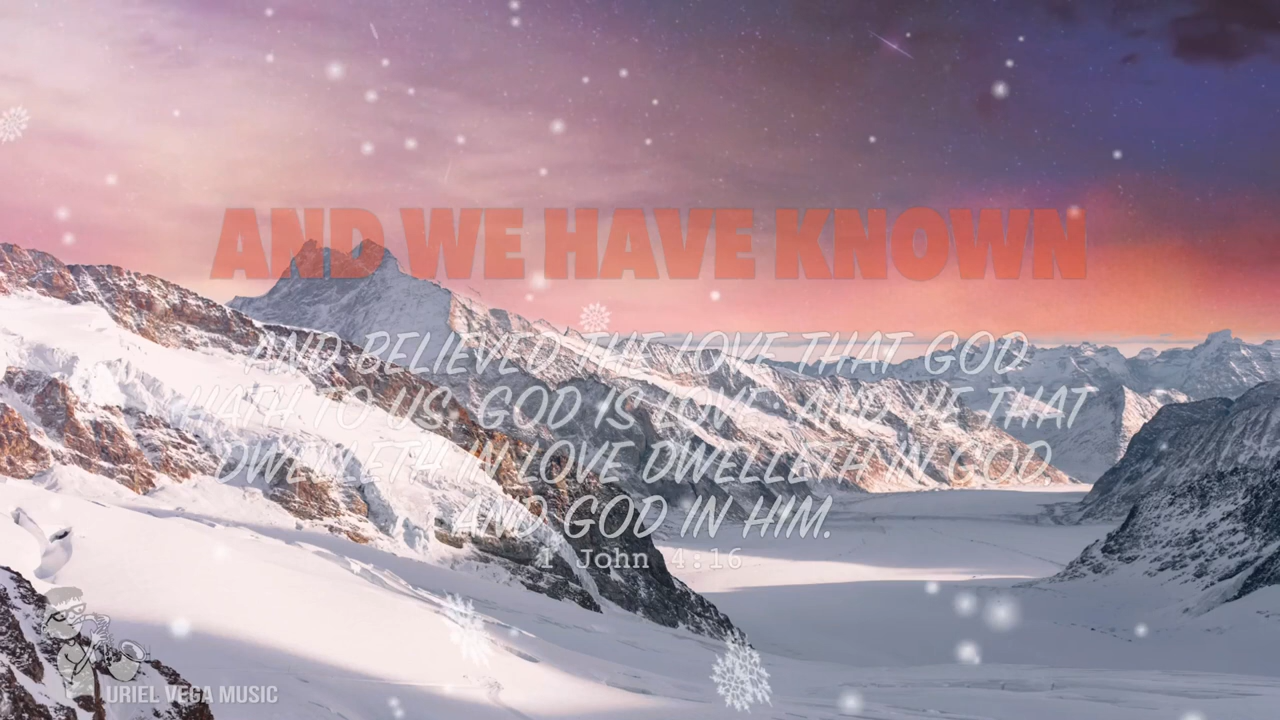 AND WE HAVE KNOWN
AND BELIEVED THE LOVE THAT GOD
HATH TO US. GOD IS LOVE; AND HE THAT
DWELLETH IN LOVE DWELLETH IN GOD,
AND GOD IN HIM.
1 John 4:16
URIEL VEGA MUSIC